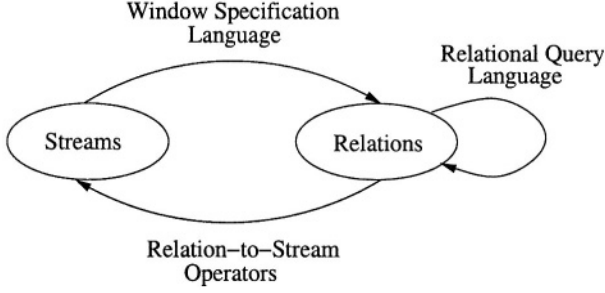 Window Specification
Language
Relational Query
Language
Streams
Relations
Relation–to–Stream
Operators